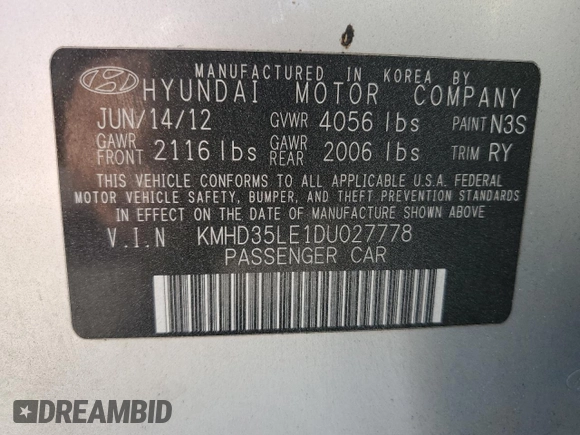 MANUFACTURED IN KOREA BY
HYUNDAI MOTOR COMPANY
JUN/14/12 GVWR 4056 lbs PAINT N3S
GAWR FRONT 2116 lbs GAWR REAR 2006 lbs TRIM RY
THIS VEHICLE CONFORMS TO ALL APPLICABLE U.S.A. FEDERAL
MOTOR VEHICLE SAFETY, BUMPER, AND THEFT PREVENTION STANDARDS
IN EFFECT ON THE DATE OF MANUFACTURE SHOWN ABOVE
V.I.N KMHD35LE1DU027778
PASSENGER CAR
DREAMBID